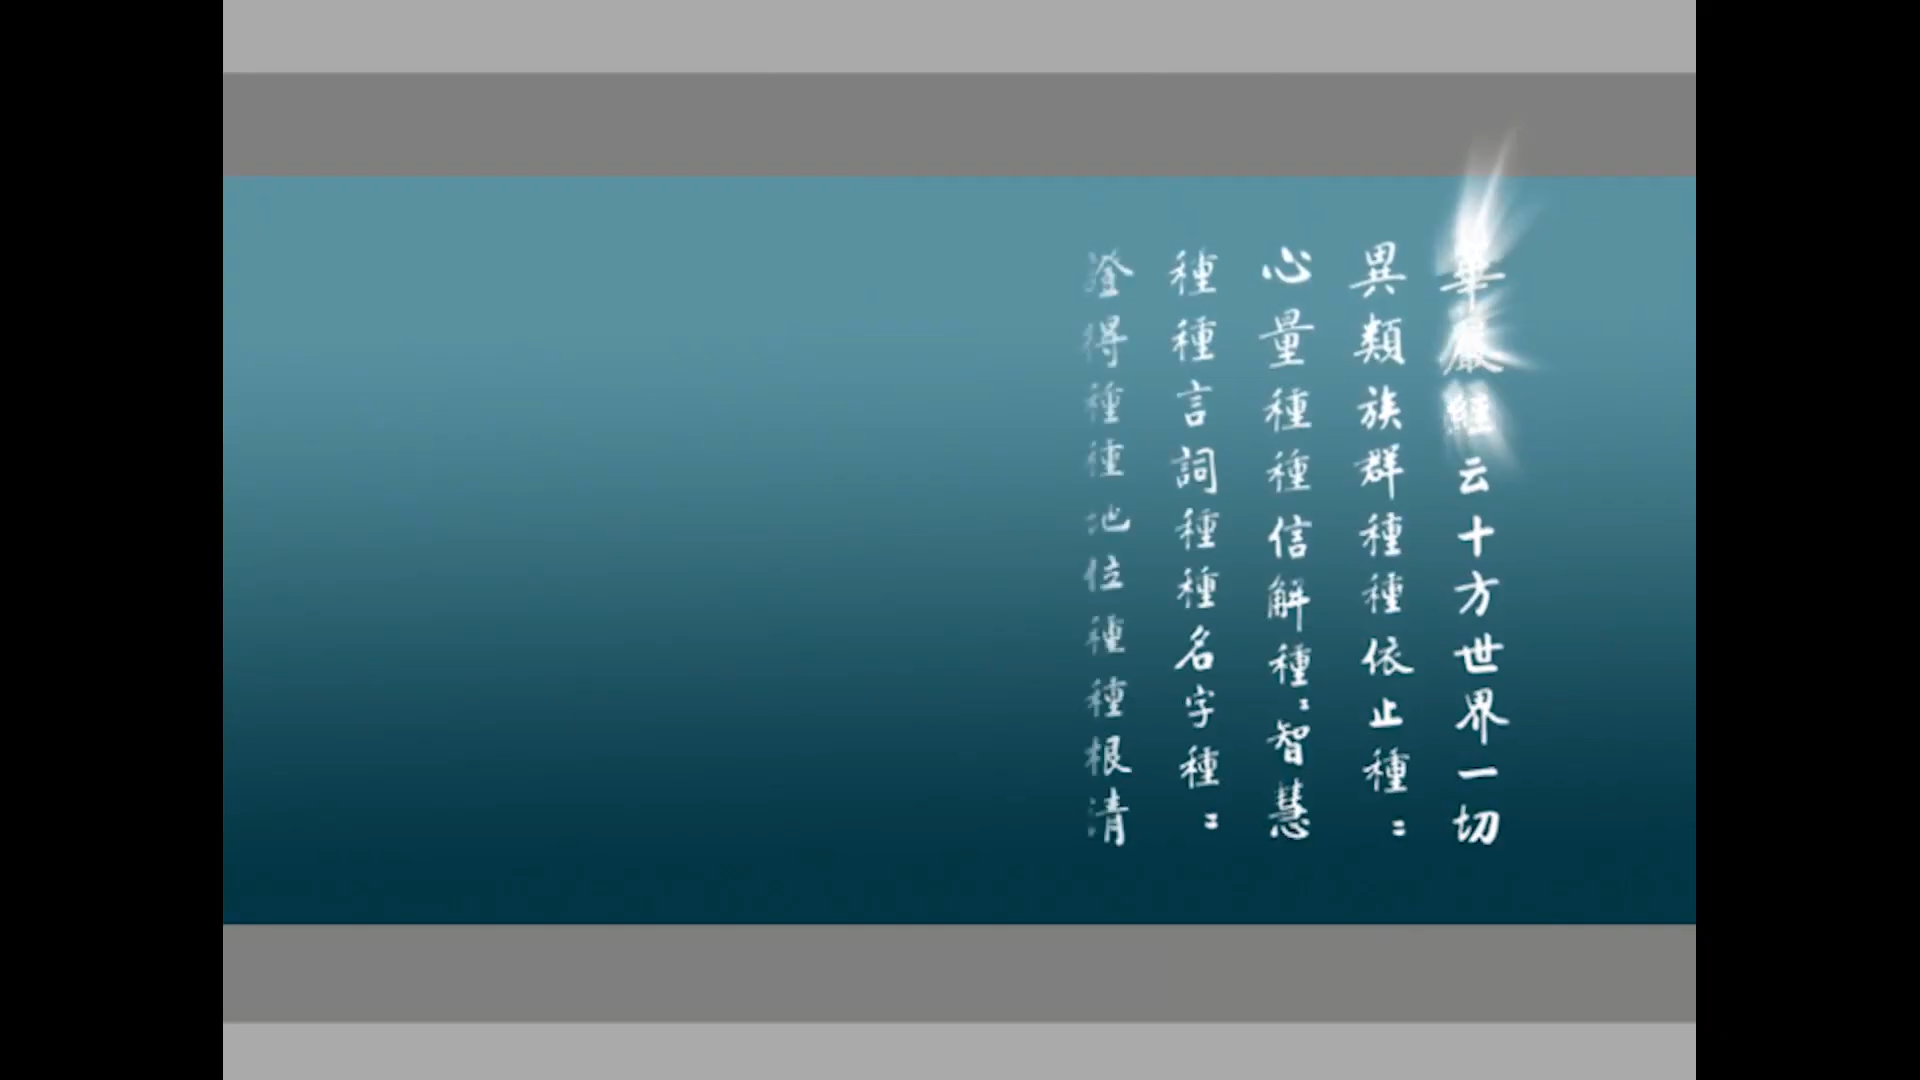 華嚴經云十方世界一切
異類族群種種依止種：
心量種種信解種：智慧
種種言詞種種名字種：
證得種種地位種種根清